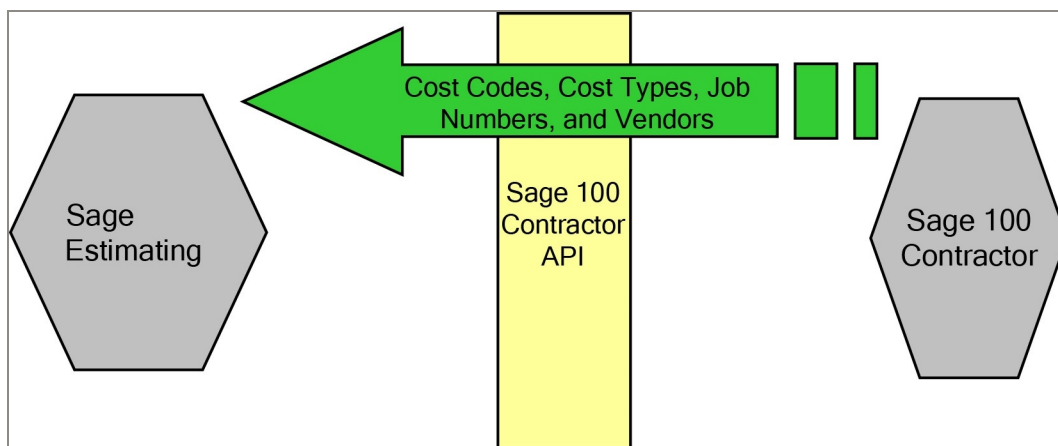 Cost Codes, Cost Types, Job
Numbers, and Vendors
Sage
Estimating
Sage 100
Contractor
API
Sage 100
Contractor